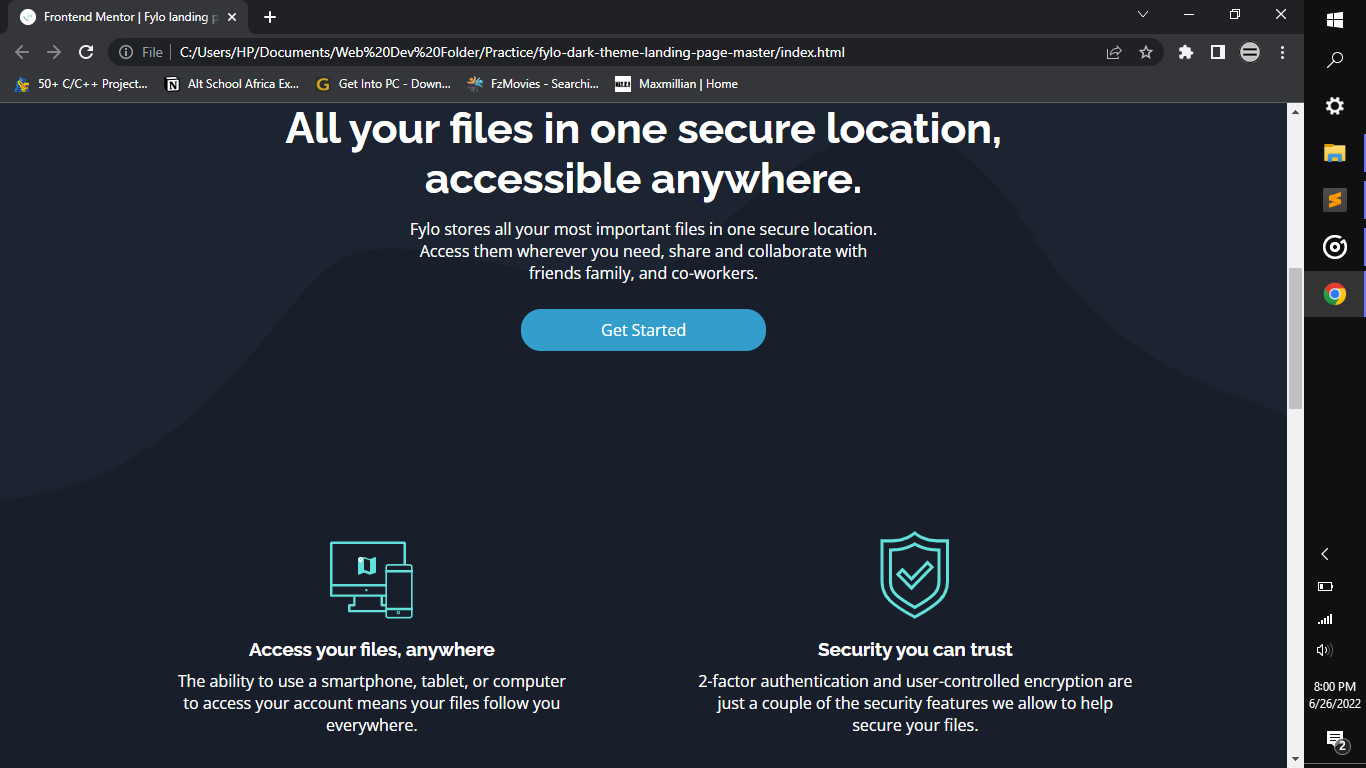 Frontend Mentor | Fylo landing p
File
C:/Users/HP/Documents/Web%20Dev%20Folder/Practice/fylo-dark-theme-landing-page-master/index.html
50+ C/C++ Project...
Alt School Africa Ex...
Get Into PC - Down...
FzMovies - Searchi...
Maxmillian | Home
All your files in one secure location,
accessible anywhere.
Fylo stores all your most important files in one secure location.
Access them wherever you need, share and collaborate with
friends family, and co-workers.
Get Started
Access your files, anywhere
The ability to use a smartphone, tablet, or computer
to access your account means your files follow you
everywhere.
Security you can trust
2-factor authentication and user-controlled encryption are
just a couple of the security features we allow to help
secure your files.
8:00 PM
6/26/2022
2